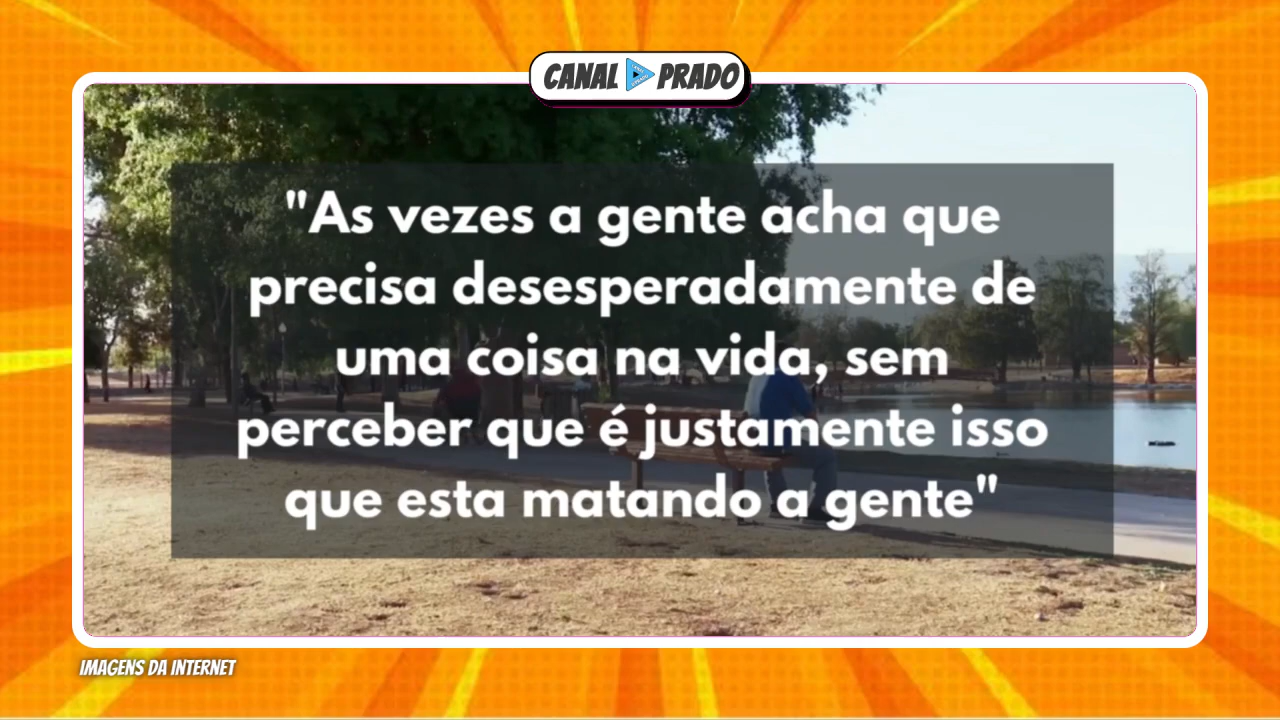 CANAL PRADO
"As vezes a gente acha que
precisa desesperadamente de
uma coisa na vida, sem
perceber que é justamente isso
que esta matando a gente"
IMAGENS DA INTERNET